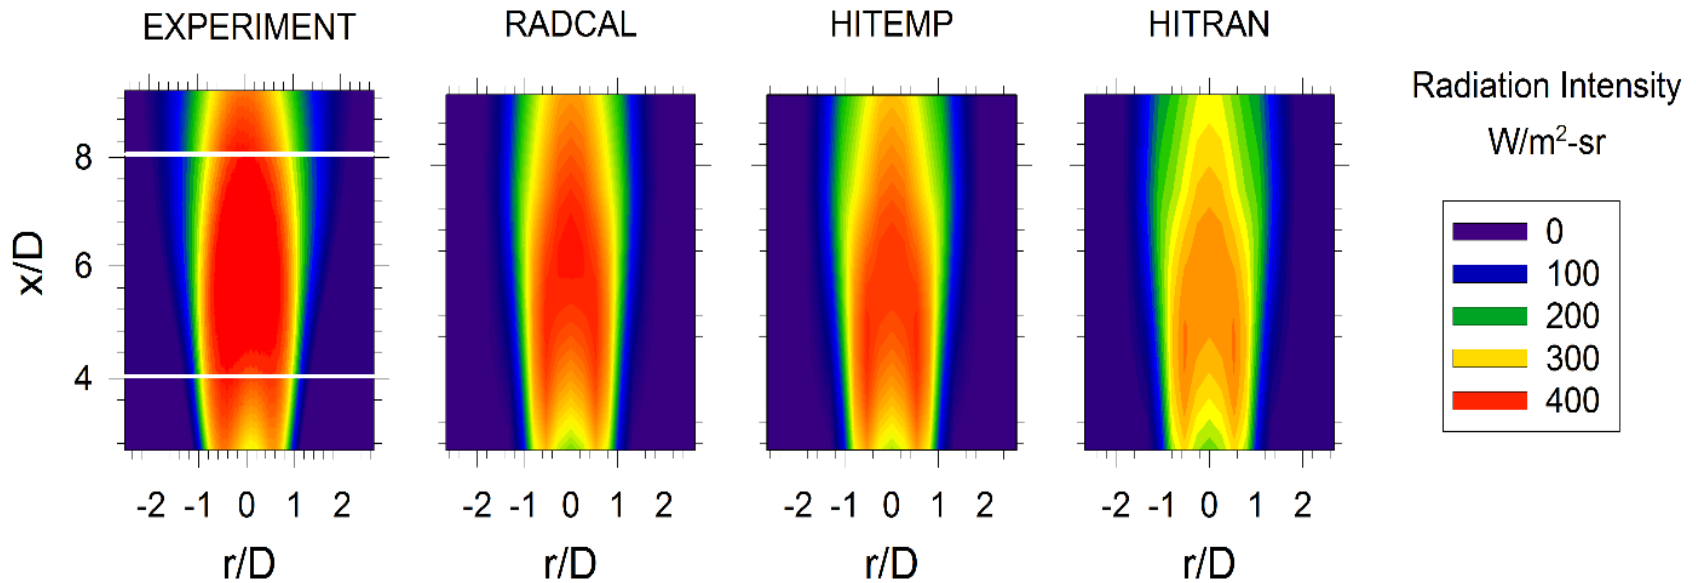 EXPERIMENT
RADCAL
HITEMP
HITRAN
Radiation Intensity
W/m²-sr
0
100
200
300
400
x/D
8
6
4
-2 -1 0 1 2
-2 -1 0 1 2
-2 -1 0 1 2
-2 -1 0 1 2
r/D
r/D
r/D
r/D